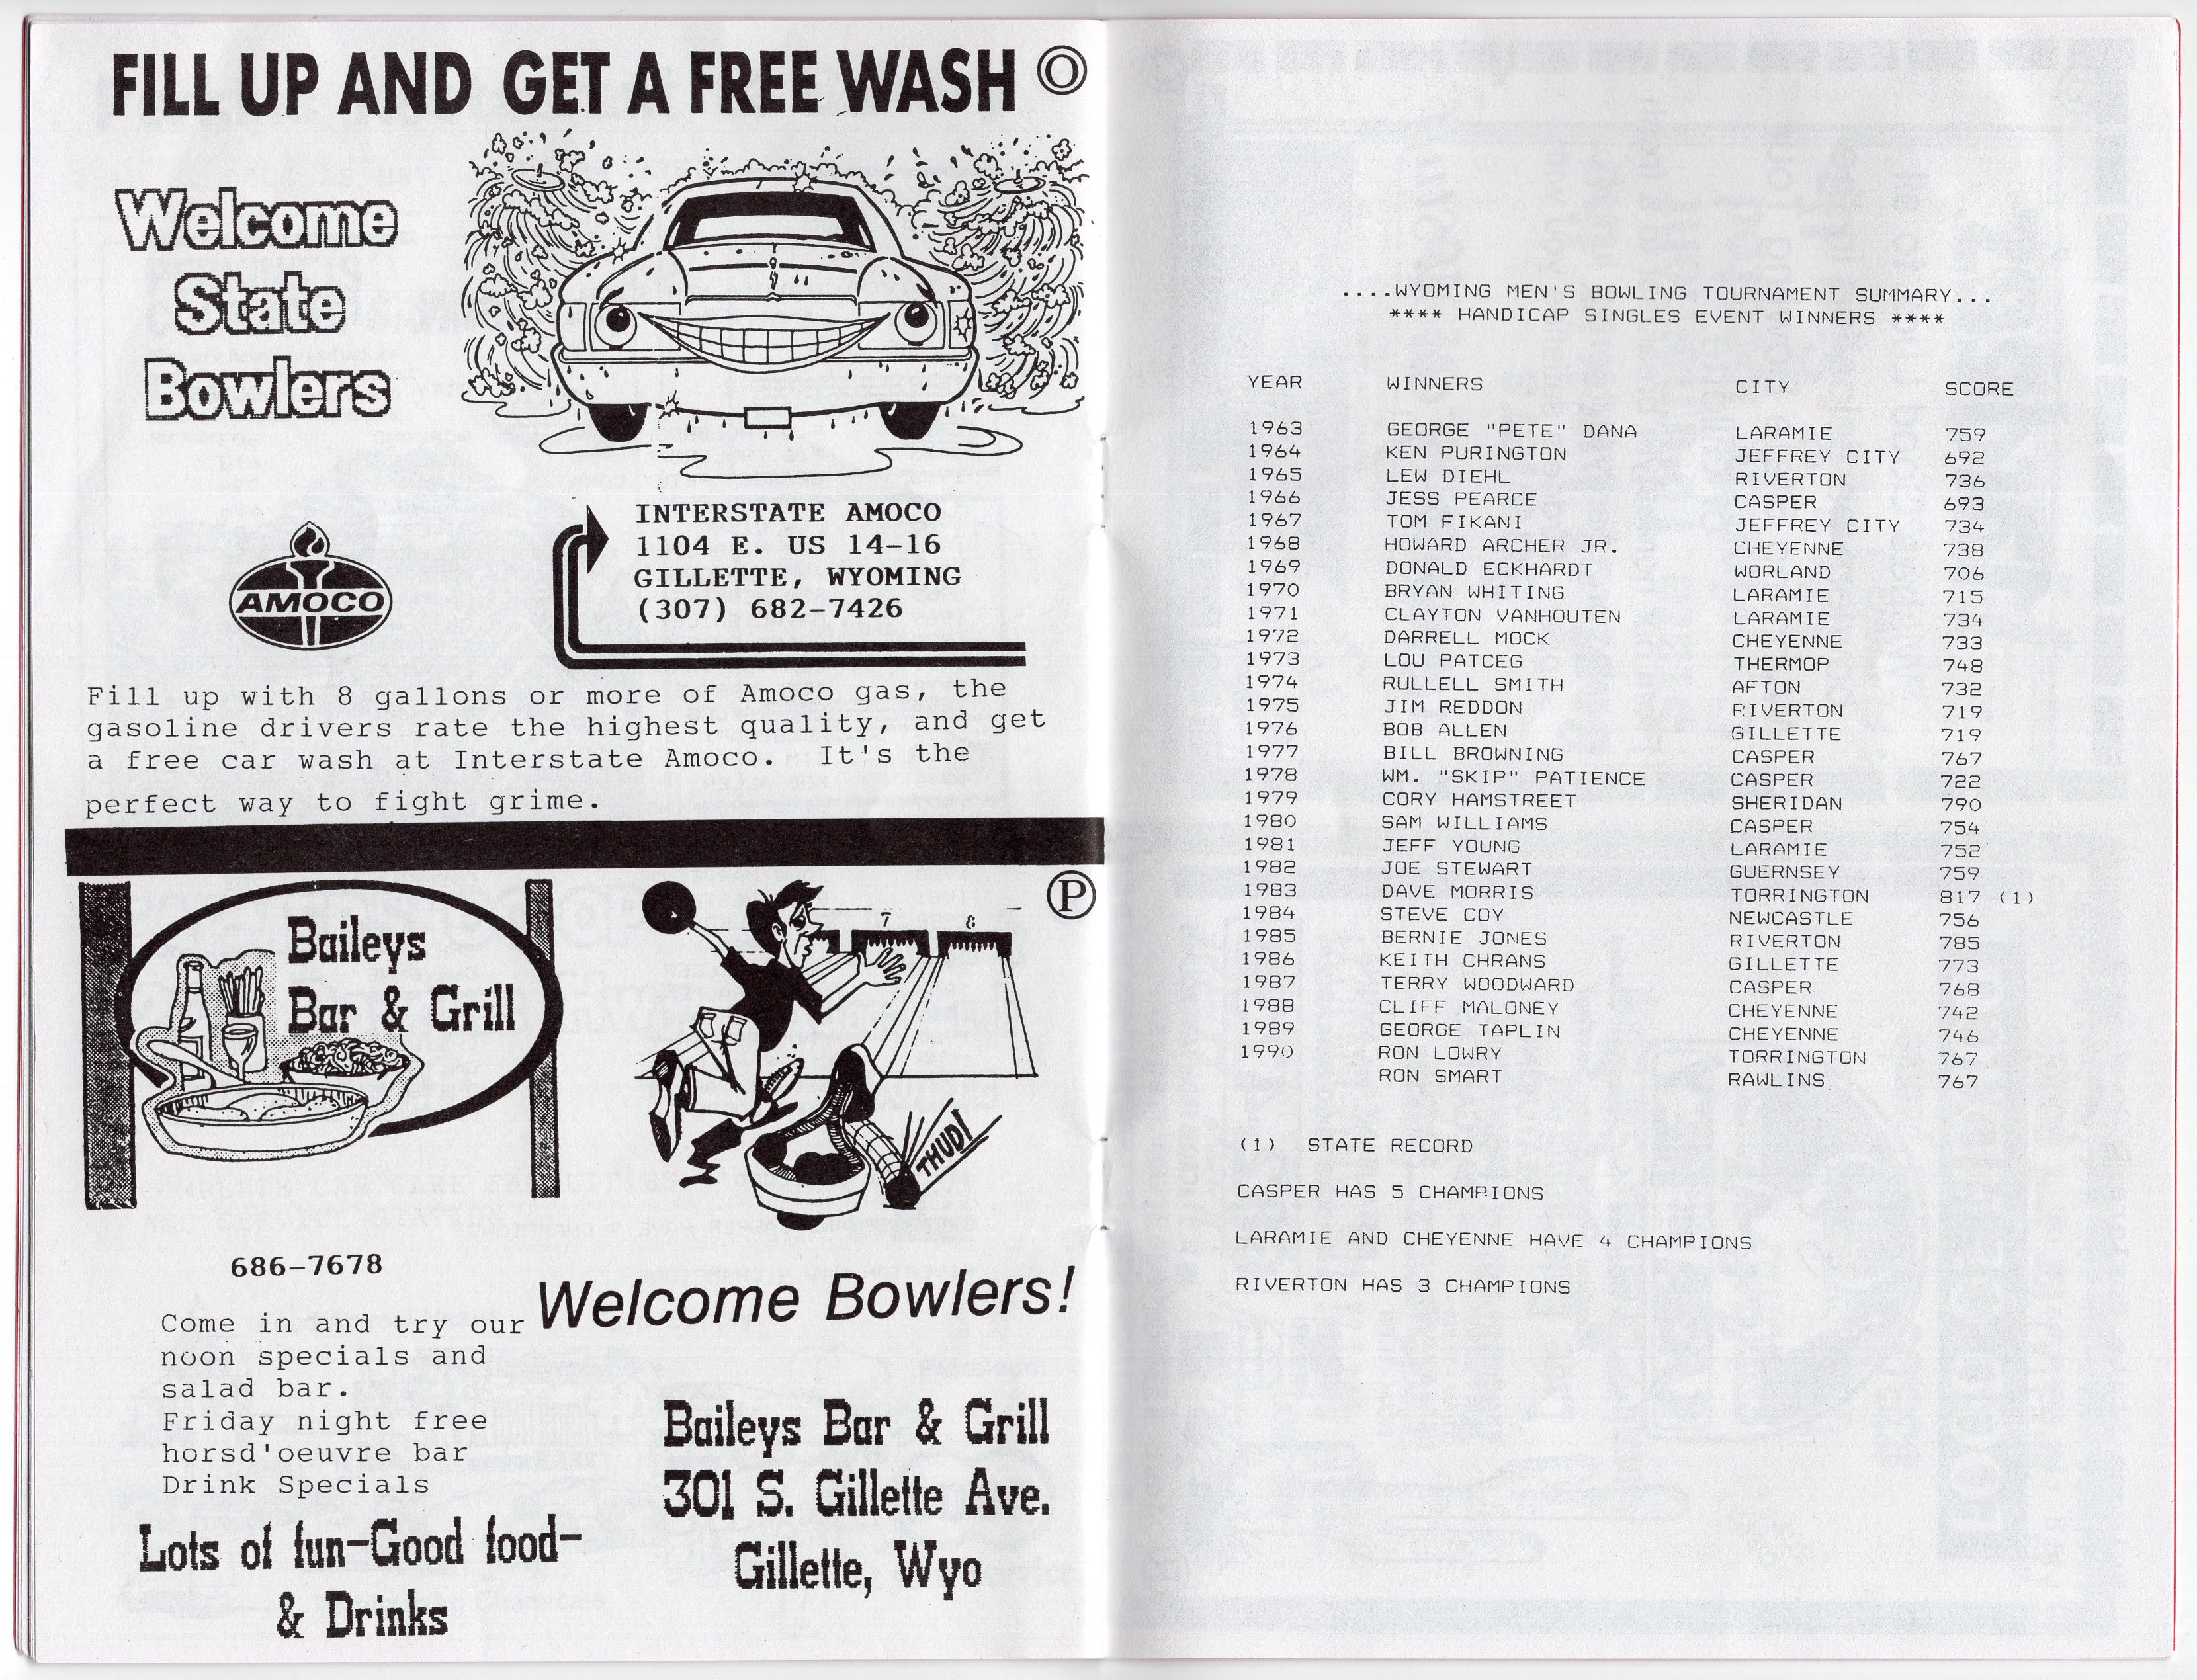 FILL UP AND GET A FREE WASH O
Welcome
State
Bowlers
AMOCO
INTERSTATE AMOCO
1104 E. US 14-16
GILLETTE, WYOMING
(307) 682-7426
Fill up with 8 gallons or more of Amoco gas, the
gasoline drivers rate the highest quality, and get
a free car wash at Interstate Amoco. It's the
perfect way to fight grime.
P
Baileys
Bar & Grill
7 8
THUD!
686-7678
Welcome Bowlers!
Come in and try our
noon specials and
salad bar.
Friday night free
horsd'oeuvre bar
Drink Specials
Lots of fun-Good food-
& Drinks
Baileys Bar & Grill
301 S. Gillette Ave.
Gillette, Wyo
....WYOMING MEN'S BOWLING TOURNAMENT SUMMARY...
**** HANDICAP SINGLES EVENT WINNERS ****
YEAR WINNERS CITY SCORE
1963 GEORGE "PETE" DANA LARAMIE 759
1964 KEN PURINGTON JEFFREY CITY 692
1965 LEW DIEHL RIVERTON 736
1966 JESS PEARCE CASPER 693
1967 TOM FIKANI JEFFREY CITY 734
1968 HOWARD ARCHER JR. CHEYENNE 738
1969 DONALD ECKHARDT WORLAND 706
1970 BRYAN WHITING LARAMIE 715
1971 CLAYTON VANHOUTEN LARAMIE 734
1972 DARRELL MOCK CHEYENNE 733
1973 LOU PATCEG THERMOP 748
1974 RULLELL SMITH AFTON 732
1975 JIM REDDON RIVERTON 719
1976 BOB ALLEN GILLETTE 719
1977 BILL BROWNING CASPER 767
1978 WM. "SKIP" PATIENCE CASPER 722
1979 CORY HAMSTREET SHERIDAN 790
1980 SAM WILLIAMS CASPER 754
1981 JEFF YOUNG LARAMIE 752
1982 JOE STEWART GUERNSEY 759
1983 DAVE MORRIS TORRINGTON 817 (1)
1984 STEVE COY NEWCASTLE 756
1985 BERNIE JONES RIVERTON 785
1986 KEITH CHRANS GILLETTE 773
1987 TERRY WOODWARD CASPER 768
1988 CLIFF MALONEY CHEYENNE 742
1989 GEORGE TAPLIN CHEYENNE 746
1990 RON LOWRY TORRINGTON 767
RON SMART RAWLINS 767
(1) STATE RECORD
CASPER HAS 5 CHAMPIONS
LARAMIE AND CHEYENNE HAVE 4 CHAMPIONS
RIVERTON HAS 3 CHAMPIONS